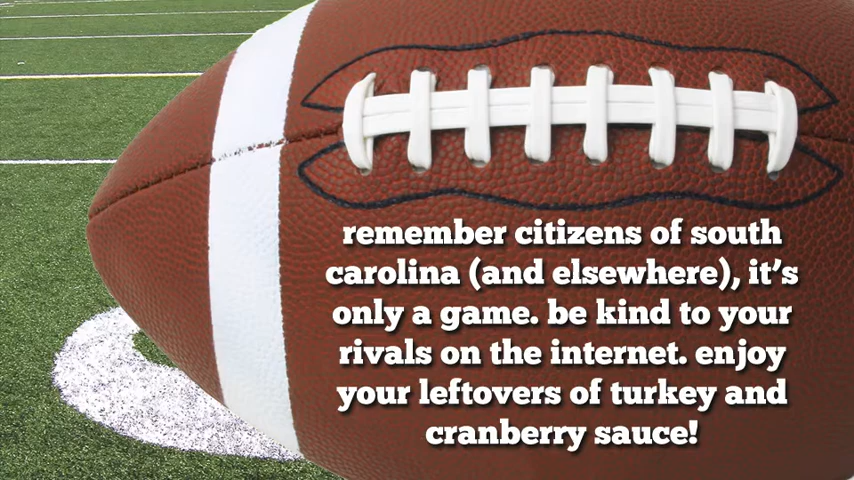 remember citizens of south
carolina (and elsewhere), it's
only a game. be kind to your
rivals on the internet. enjoy
your leftovers of turkey and
cranberry sauce!